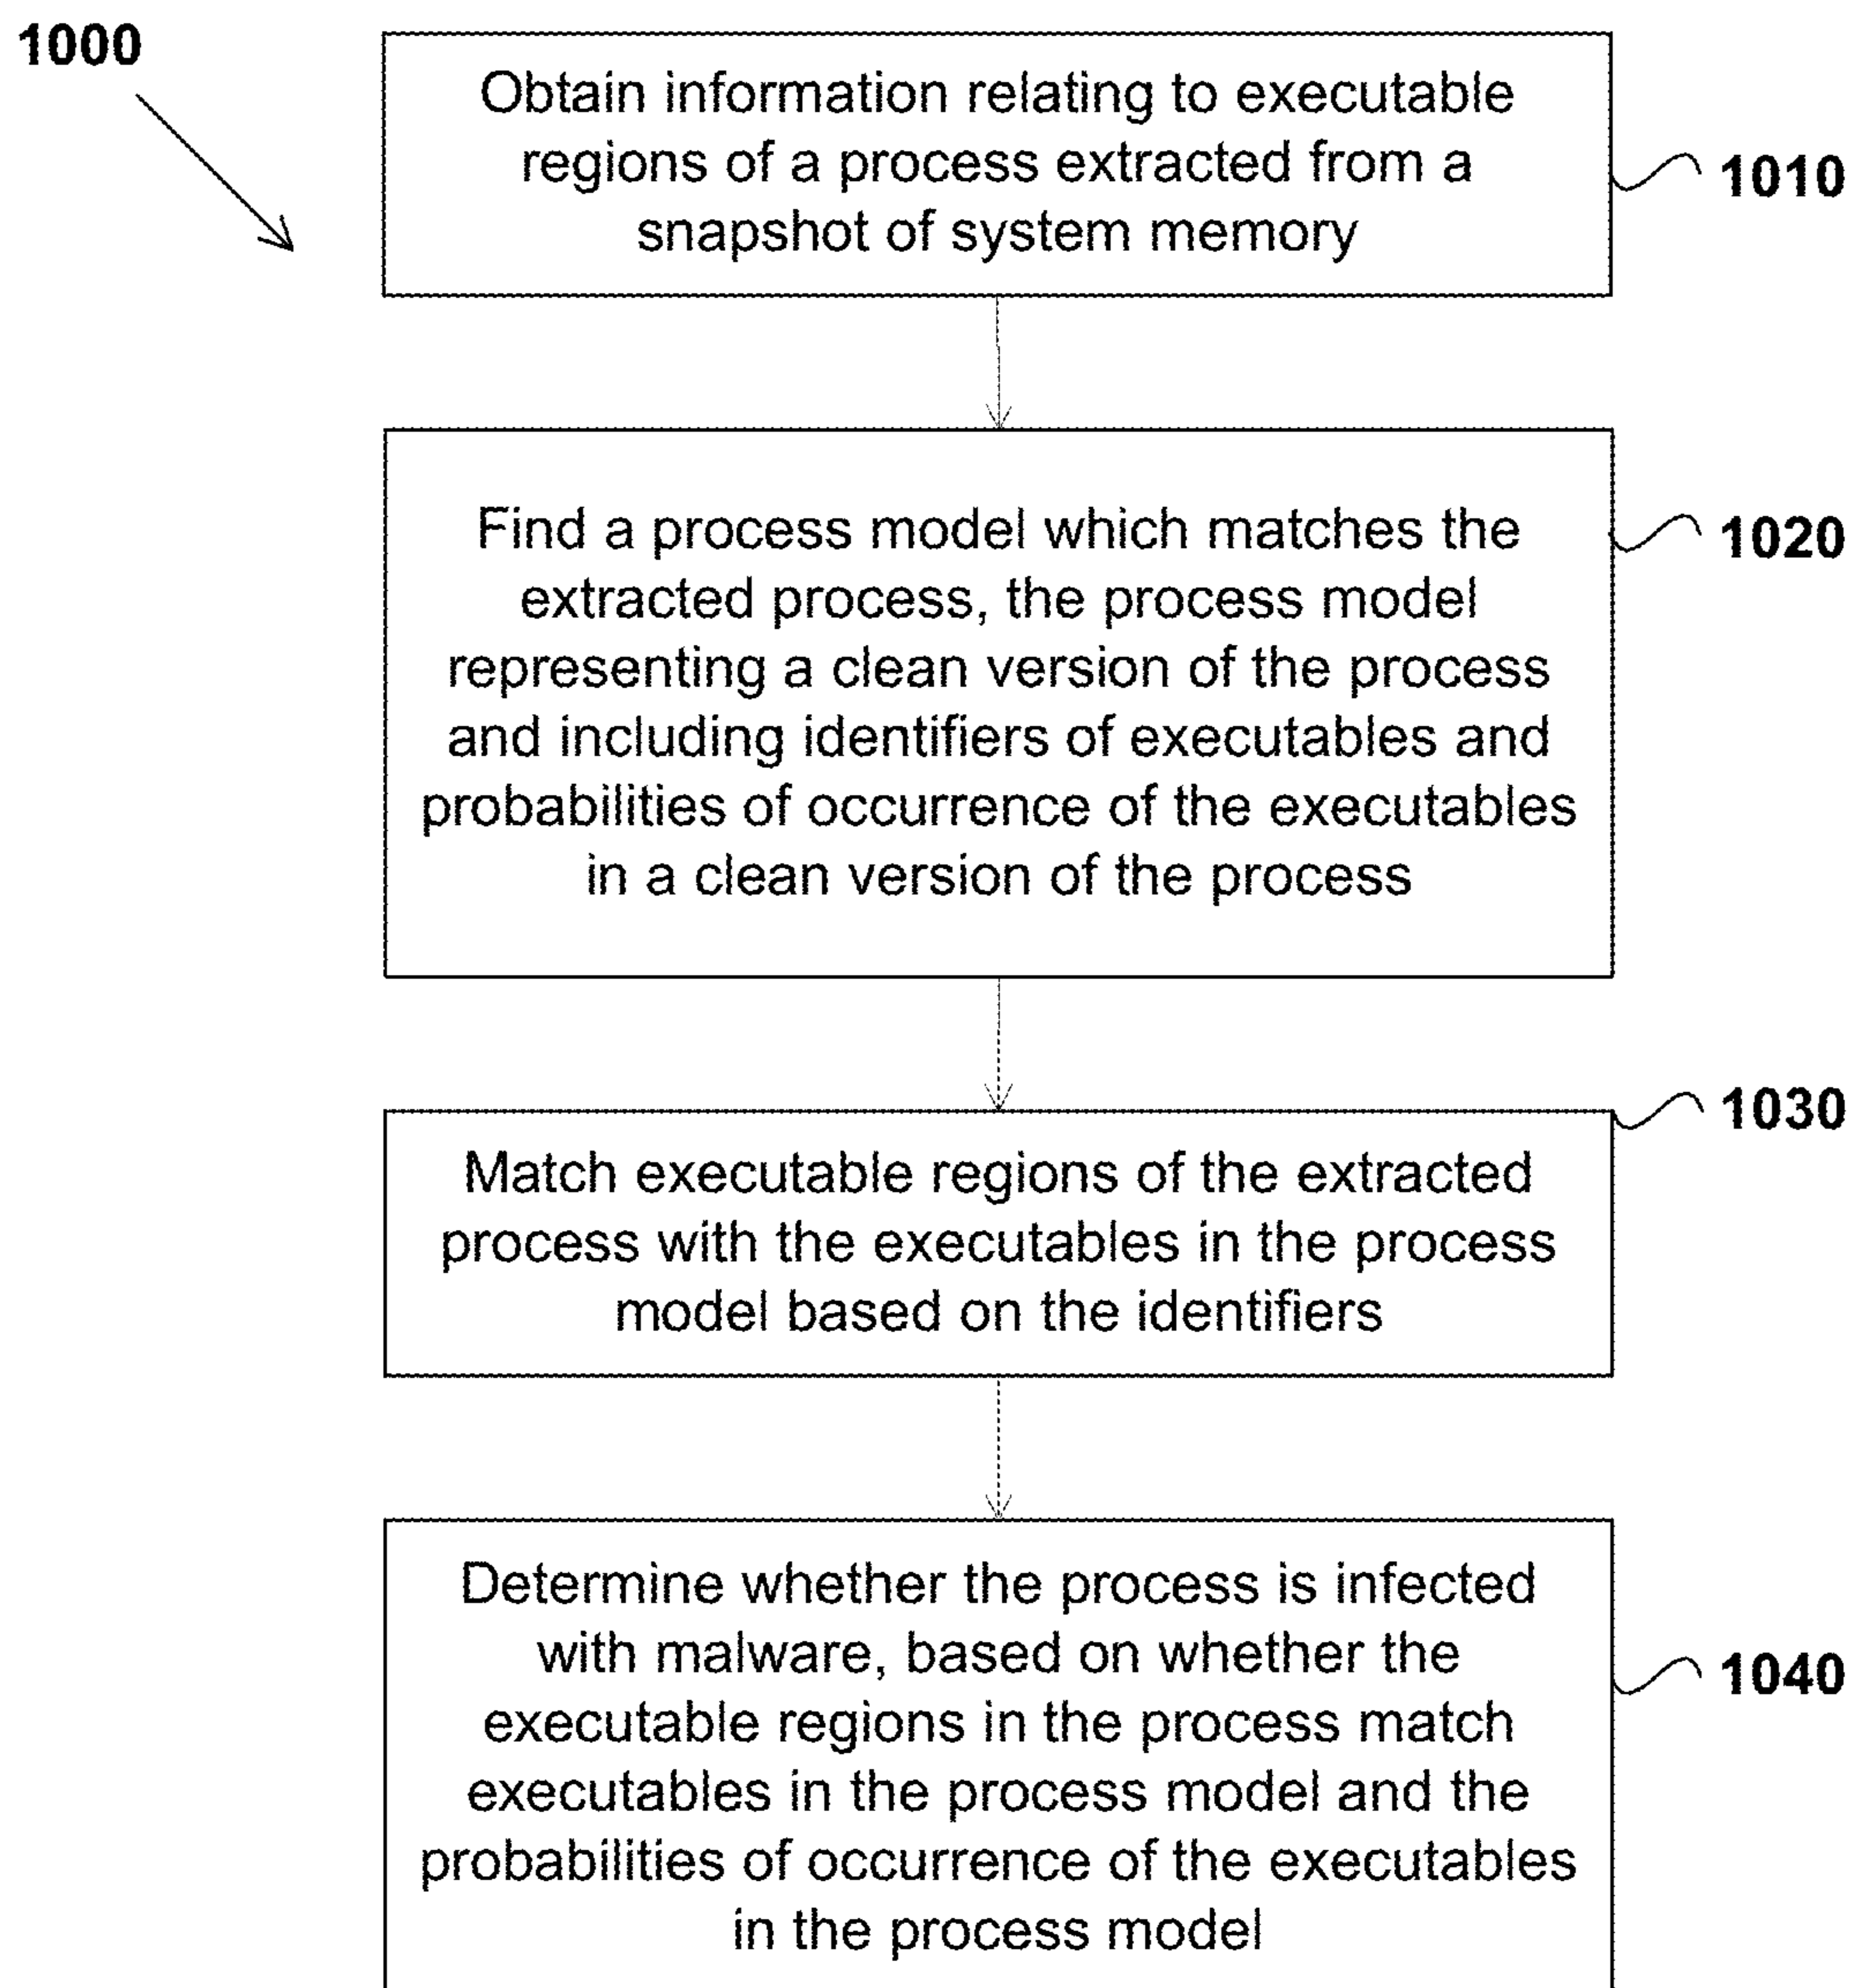 1000
Obtain information relating to executable
regions of a process extracted from a
snapshot of system memory
1010
Find a process model which matches the
extracted process, the process model
representing a clean version of the process
and including identifiers of executables and
probabilities of occurrence of the executables
in a clean version of the process
1020
Match executable regions of the extracted
process with the executables in the process
model based on the identifiers
1030
Determine whether the process is infected
with malware, based on whether the
executable regions in the process match
executables in the process model and the
probabilities of occurrence of the executables
in the process model
1040